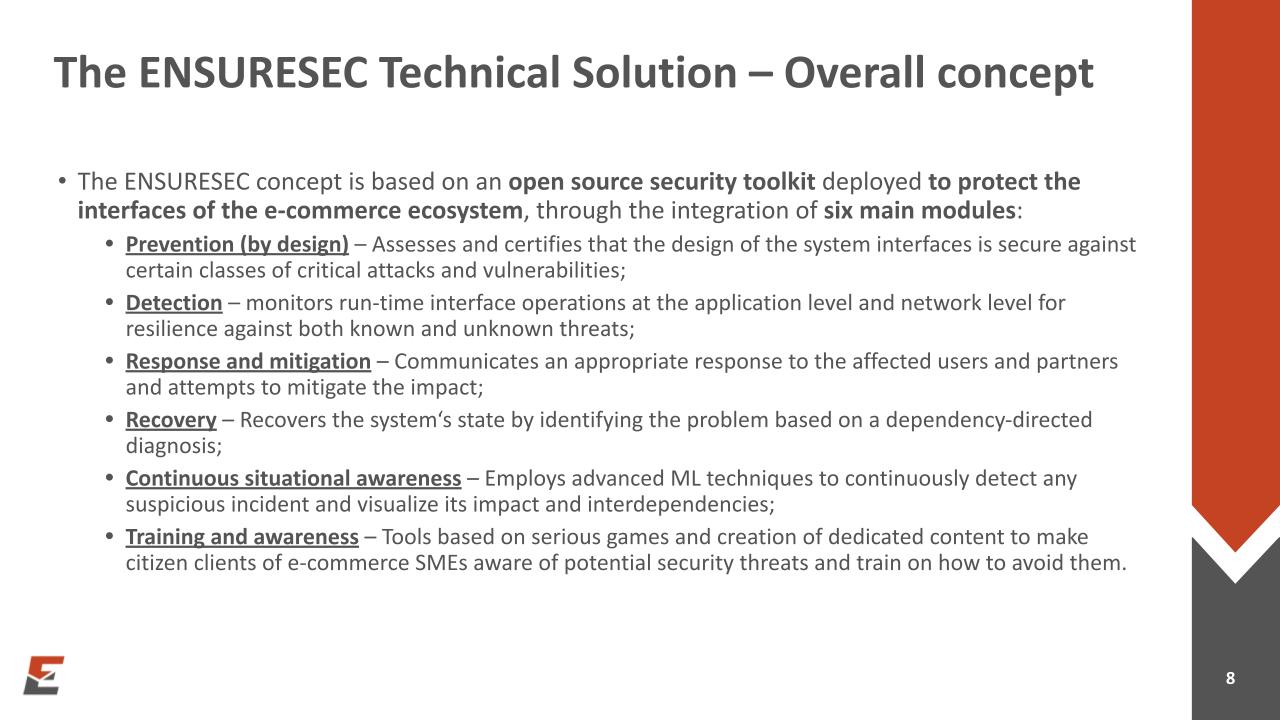 The ENSURESEC Technical Solution – Overall concept
• The ENSURESEC concept is based on an open source security toolkit deployed to protect the
interfaces of the e-commerce ecosystem, through the integration of six main modules:
• Prevention (by design) – Assesses and certifies that the design of the system interfaces is secure against
certain classes of critical attacks and vulnerabilities;
• Detection – monitors run-time interface operations at the application level and network level for
resilience against both known and unknown threats;
• Response and mitigation – Communicates an appropriate response to the affected users and partners
and attempts to mitigate the impact;
• Recovery – Recovers the system‘s state by identifying the problem based on a dependency-directed
diagnosis;
• Continuous situational awareness – Employs advanced ML techniques to continuously detect any
suspicious incident and visualize its impact and interdependencies;
• Training and awareness – Tools based on serious games and creation of dedicated content to make
citizen clients of e-commerce SMEs aware of potential security threats and train on how to avoid them.
8